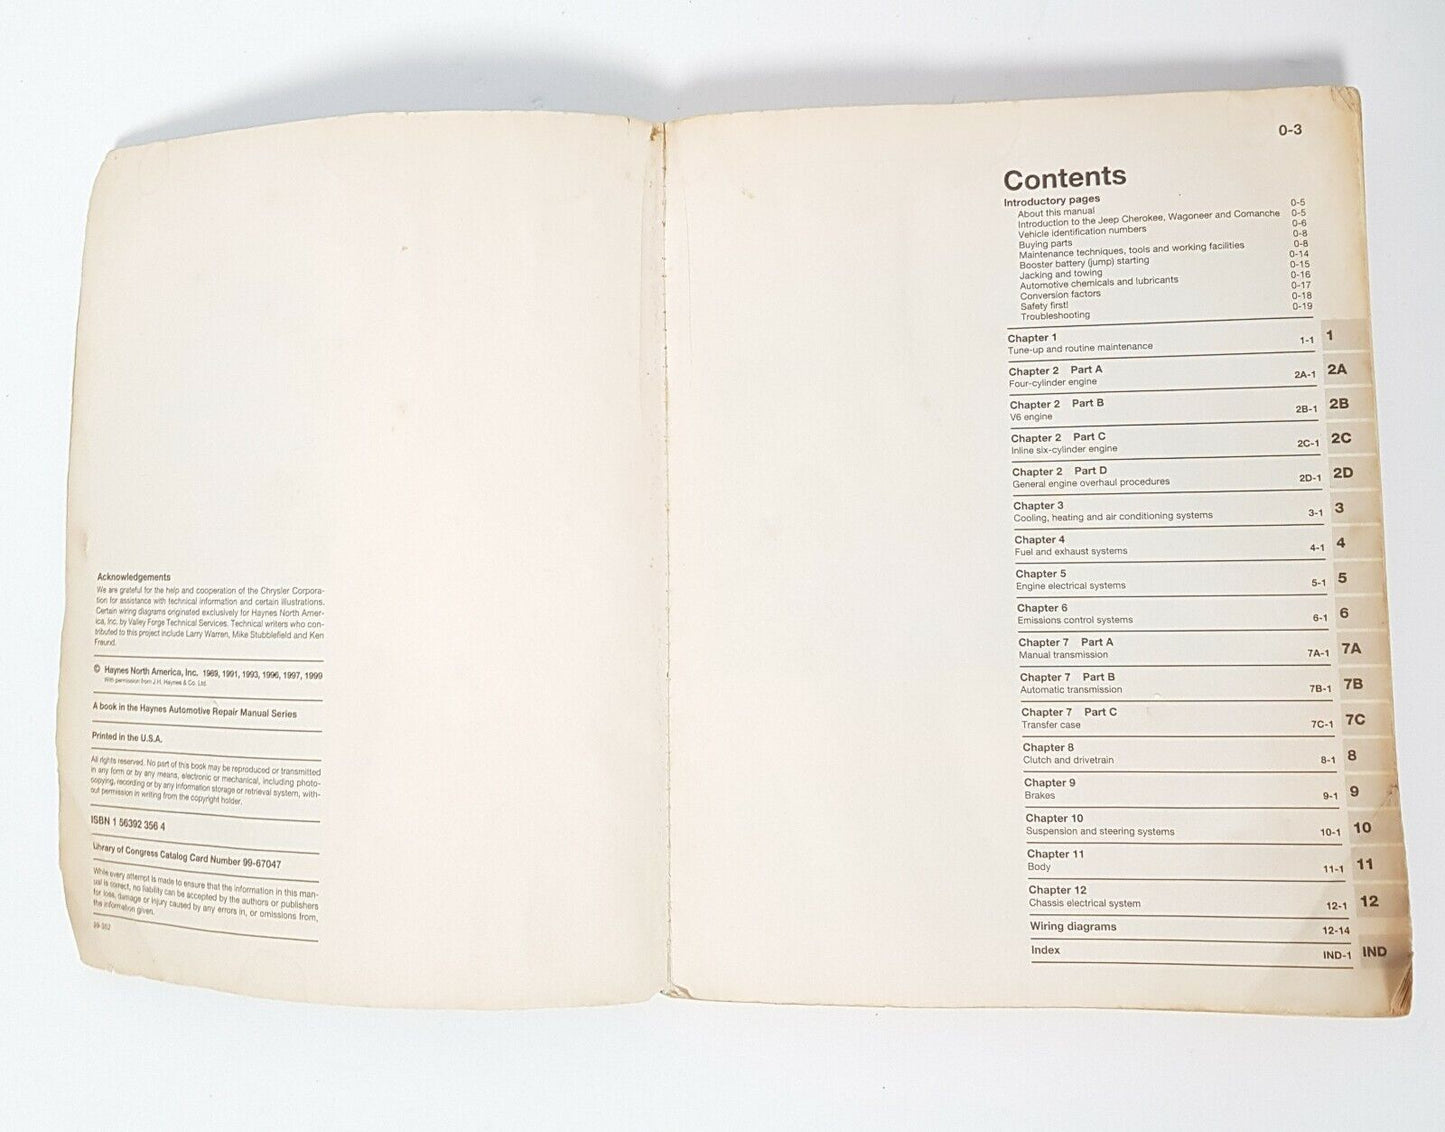 Acknowledgements
We are grateful for the help and cooperation of the Chrysler Corpora-
tion for assistance with technical information and certain illustrations.
Certain wiring diagrams originated exclusively for Haynes North Amer-
ica, Inc. by Valley Forge Technical Services. Technical writers who con-
tributed to this project include Larry Warren, Mike Stubblefield and Ken
Freund.
© Haynes North America, Inc. 1989, 1991, 1993, 1996, 1997, 1999
With permission from J.H. Haynes & Co. Ltd.
A book in the Haynes Automotive Repair Manual Series
Printed in the U.S.A.
All rights reserved. No part of this book may be reproduced or transmitted
in any form or by any means, electronic or mechanical, including photo-
copying, recording or by any information storage or retrieval system, with-
out permission in writing from the copyright holder.
ISBN 1 56392 356 4
Library of Congress Catalog Card Number 99-67047
While every attempt is made to ensure that the information in this man-
ual is correct, no liability can be accepted by the authors or publishers
for loss, damage or injury caused by any errors in, or omissions from,
the information given.
99-352
0-3
Contents
Introductory pages
About this manual 0-5
Introduction to the Jeep Cherokee, Wagoneer and Comanche 0-5
Vehicle identification numbers 0-6
Buying parts 0-8
Maintenance techniques, tools and working facilities 0-8
Booster battery (jump) starting 0-14
Jacking and towing 0-15
Automotive chemicals and lubricants 0-16
Conversion factors 0-17
Safety first! 0-18
Troubleshooting 0-19
Chapter 1
Tune-up and routine maintenance 1-1 1
Chapter 2 Part A
Four-cylinder engine 2A-1 2A
Chapter 2 Part B
V6 engine 2B-1 2B
Chapter 2 Part C
Inline six-cylinder engine 2C-1 2C
Chapter 2 Part D
General engine overhaul procedures 2D-1 2D
Chapter 3
Cooling, heating and air conditioning systems 3-1 3
Chapter 4
Fuel and exhaust systems 4-1 4
Chapter 5
Engine electrical systems 5-1 5
Chapter 6
Emissions control systems 6-1 6
Chapter 7 Part A
Manual transmission 7A-1 7A
Chapter 7 Part B
Automatic transmission 7B-1 7B
Chapter 7 Part C
Transfer case 7C-1 7C
Chapter 8
Clutch and drivetrain 8-1 8
Chapter 9
Brakes 9-1 9
Chapter 10
Suspension and steering systems 10-1 10
Chapter 11
Body 11-1 11
Chapter 12
Chassis electrical system 12-1 12
Wiring diagrams 12-14
Index IND-1 IND